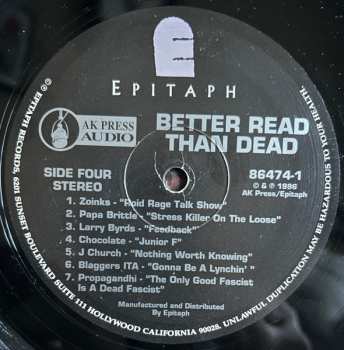 EPITAPH
AK PRESS
AUDIO
BETTER READ
THAN DEAD
SIDE FOUR
STEREO
86474-1
© & ℗ 1996
AK Press/Epitaph
1. Zoinks - "Roid Rage Talk Show"
2. Papa Brittle - "Stress Killer On The Loose"
3. Larry Byrds - "Feedback"
4. Chocolate - "Junior F"
5. J Church - "Nothing Worth Knowing"
6. Blaggers ITA - "Gonna Be A Lynchin' "
7. Propagandhi - "The Only Good Fascist
Is A Dead Fascist"
Manufactured and Distributed
By Epitaph
℗© EPITAPH RECORDS, 6201 SUNSET BOULEVARD SUITE 111 HOLLYWOOD CALIFORNIA 90028. UNLAWFUL DUPLICATION MAY BE HAZARDOUS TO YOUR HEALTH.